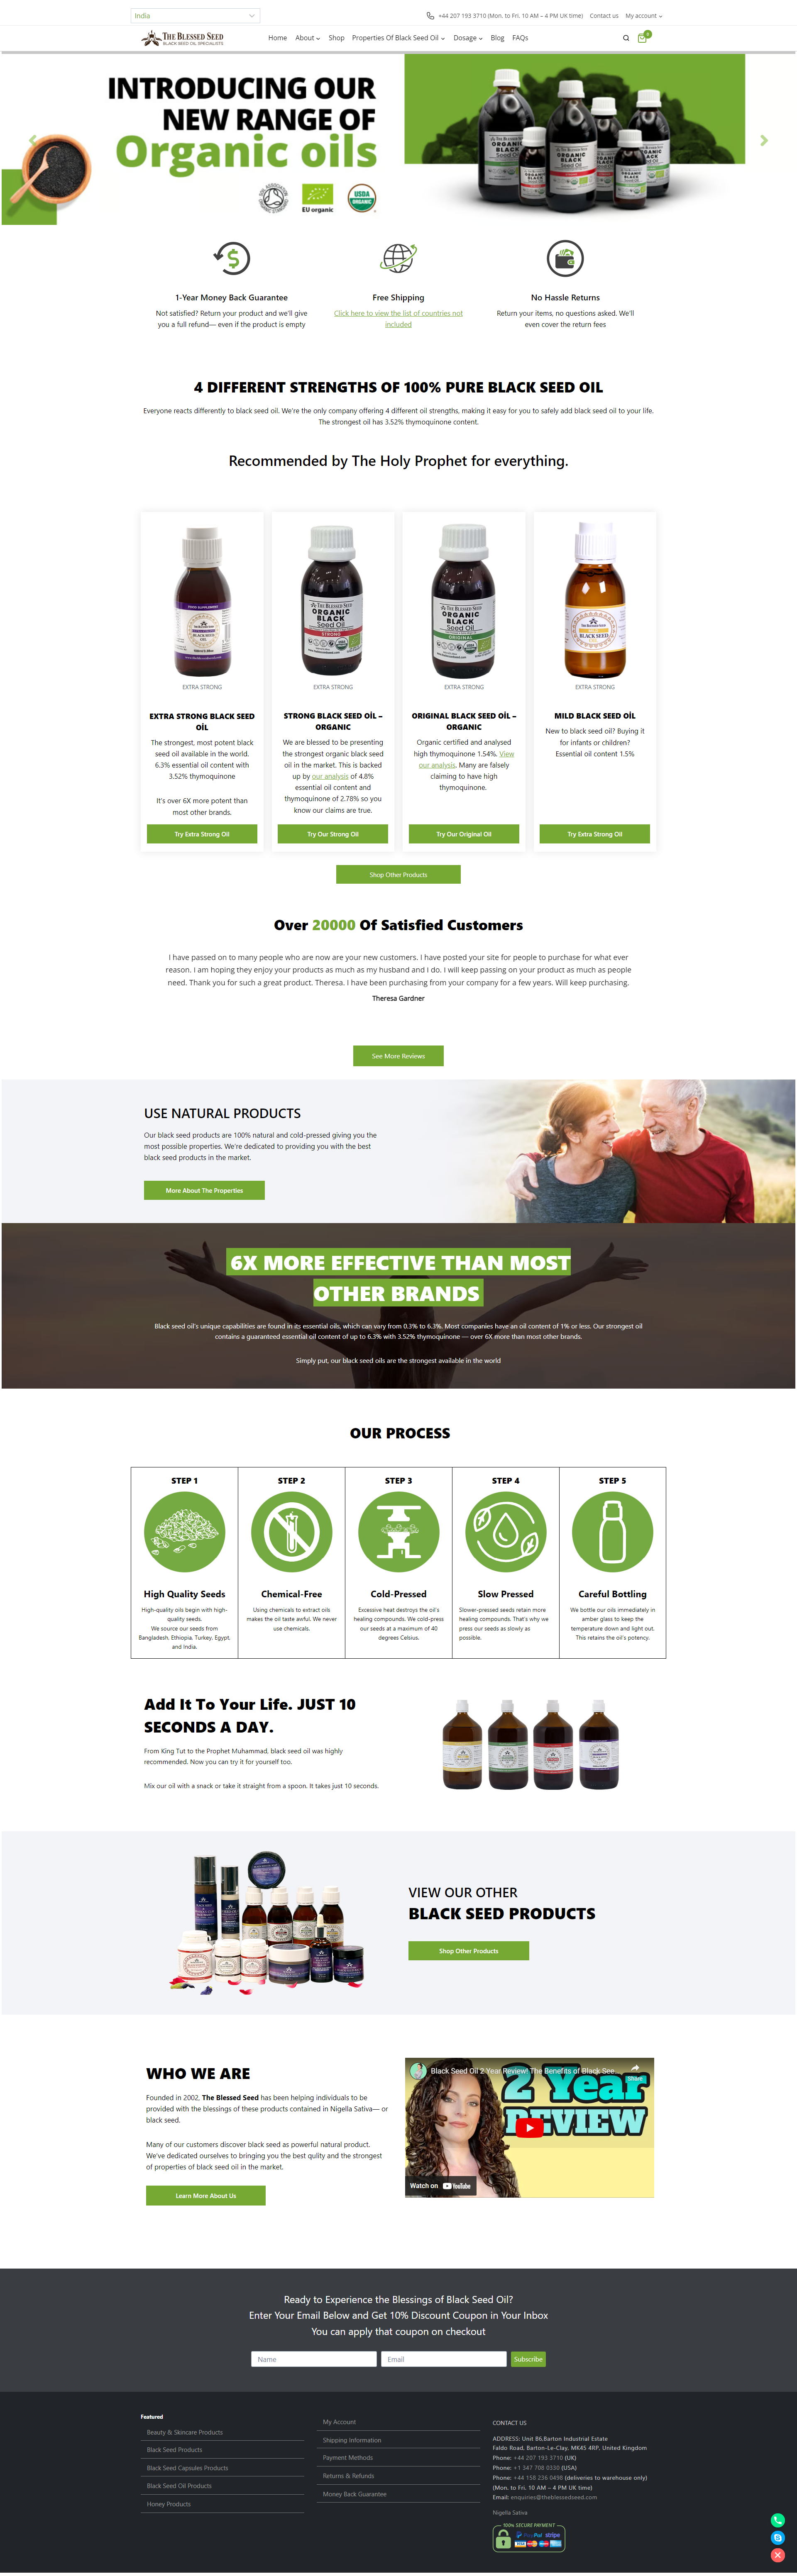 India
+44 207 193 3710 (Mon. to Fri. 10 AM – 4 PM UK time) Contact us My account
THE BLESSED SEED
BLACK SEED OIL SPECIALISTS
Home About Shop Properties Of Black Seed Oil Dosage Blog FAQs
0
INTRODUCING OUR
NEW RANGE OF
Organic oils
EU organic
USDA
ORGANIC
1-Year Money Back Guarantee
Not satisfied? Return your product and we'll give
you a full refund— even if the product is empty
Free Shipping
Click here to view the list of countries not
included
No Hassle Returns
Return your items, no questions asked. We'll
even cover the return fees
4 DIFFERENT STRENGTHS OF 100% PURE BLACK SEED OIL
Everyone reacts differently to black seed oil. We're the only company offering 4 different oil strengths, making it easy for you to safely add black seed oil to your life.
The strongest oil has 3.52% thymoquinone content.
Recommended by The Holy Prophet for everything.
EXTRA STRONG
EXTRA STRONG BLACK SEED
OİL
The strongest, most potent black
seed oil available in the world.
6.3% essential oil content with
3.52% thymoquinone
It's over 6X more potent than
most other brands.
Try Extra Strong Oil
THE BLESSED SEED
ORGANIC
BLACK
Seed Oil
STRONG
EXTRA STRONG
STRONG BLACK SEED OİL –
ORGANIC
We are blessed to be presenting
the strongest organic black seed
oil in the market. This is backed
up by our analysis of 4.8%
essential oil content and
thymoquinone of 2.78% so you
know our claims are true.
Try Our Strong Oil
THE BLESSED SEED
ORGANIC
BLACK
Seed Oil
ORIGINAL
EXTRA STRONG
ORIGINAL BLACK SEED OİL –
ORGANIC
Organic certified and analysed
high thymoquinone 1.54%. View
our analysis. Many are falsely
claiming to have high
thymoquinone.
Try Our Original Oil
BLACK SEED
EXTRA STRONG
MILD BLACK SEED OİL
New to black seed oil? Buying it
for infants or children?
Essential oil content 1.5%
Try Extra Strong Oil
Shop Other Products
Over 20000 Of Satisfied Customers
I have passed on to many people who are now are your new customers. I have posted your site for people to purchase for what ever
reason. I am hoping they enjoy your products as much as my husband and I do. I will keep passing on your product as much as people
need. Thank you for such a great product. Theresa. I have been purchasing from your company for a few years. Will keep purchasing.
Theresa Gardner
See More Reviews
USE NATURAL PRODUCTS
Our black seed products are 100% natural and cold-pressed giving you the
most possible properties. We're dedicated to providing you with the best
black seed products in the market.
More About The Properties
6X MORE EFFECTIVE THAN MOST
OTHER BRANDS
Black seed oil's unique capabilities are found in its essential oils, which can vary from 0.3% to 6.3%. Most companies have an oil content of 1% or less. Our strongest oil
contains a guaranteed essential oil content of up to 6.3% with 3.52% thymoquinone — over 6X more than most other brands.
Simply put, our black seed oils are the strongest available in the world
OUR PROCESS
STEP 1
High Quality Seeds
High-quality oils begin with high-
quality seeds.
We source our seeds from
Bangladesh, Ethiopia, Turkey, Egypt,
and India.
STEP 2
Chemical-Free
Using chemicals to extract oils
makes the oil taste awful. We never
use chemicals.
STEP 3
Cold-Pressed
Excessive heat destroys the oil's
healing compounds. We cold-press
our seeds at a maximum of 40
degrees Celsius.
STEP 4
Slow Pressed
Slower-pressed seeds retain more
healing compounds. That's why we
press our seeds as slowly as
possible.
STEP 5
Careful Bottling
We bottle our oils immediately in
amber glass to keep the
temperature down and light out.
This retains the oil's potency.
Add It To Your Life. JUST 10
SECONDS A DAY.
From King Tut to the Prophet Muhammad, black seed oil was highly
recommended. Now you can try it for yourself too.
Mix our oil with a snack or take it straight from a spoon. It takes just 10 seconds.
VIEW OUR OTHER
BLACK SEED PRODUCTS
Shop Other Products
WHO WE ARE
Founded in 2002, The Blessed Seed has been helping individuals to be
provided with the blessings of these products contained in Nigella Sativa— or
black seed.
Many of our customers discover black seed as powerful natural product.
We've dedicated ourselves to bringing you the best qulity and the strongest
of properties of black seed oil in the market.
Learn More About Us
Black Seed Oil 2 Year Review! The Benefits of Black See...
Share
2 Year
REVIEW
Watch on YouTube
Ready to Experience the Blessings of Black Seed Oil?
Enter Your Email Below and Get 10% Discount Coupon in Your Inbox
You can apply that coupon on checkout
Name
Email
Subscribe
Featured
Beauty & Skincare Products
Black Seed Products
Black Seed Capsules Products
Black Seed Oil Products
Honey Products
My Account
Shipping Information
Payment Methods
Returns & Refunds
Money Back Guarantee
CONTACT US
ADDRESS: Unit B6,Barton Industrial Estate
Faldo Road, Barton-Le-Clay, MK45 4RP, United Kingdom
Phone: +44 207 193 3710 (UK)
Phone: +1 347 708 0330 (USA)
Phone: +44 158 236 0498 (deliveries to warehouse only)
(Mon. to Fri. 10 AM – 4 PM UK time)
Email: enquiries@theblessedseed.com
Nigella Sativa
100% SECURE PAYMENT
PayPal stripe